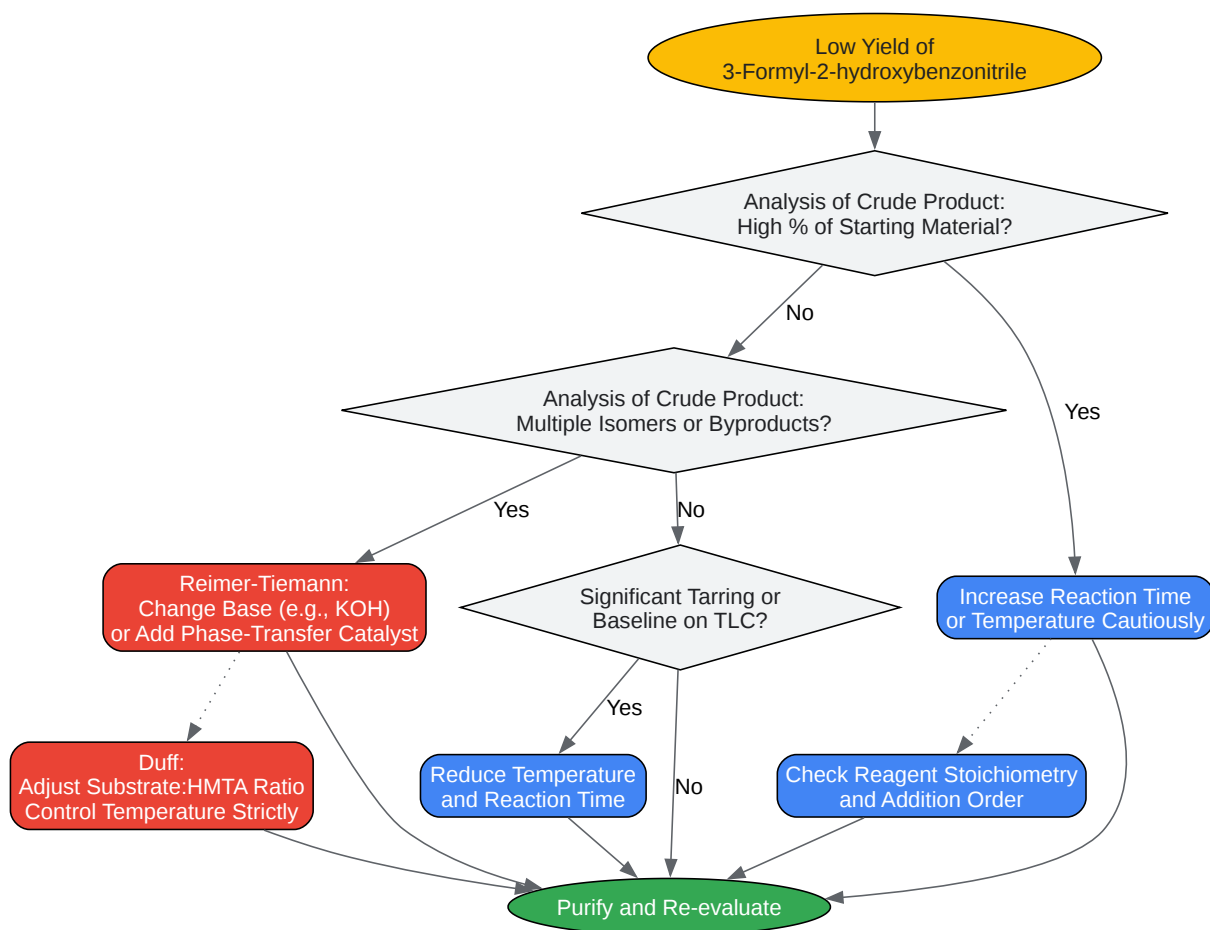 Low Yield of
3-Formyl-2-hydroxybenzonitrile
Analysis of Crude Product:
High % of Starting Material?
No
Yes
Analysis of Crude Product:
Multiple Isomers or Byproducts?
Yes
No
Reimer-Tiemann:
Change Base (e.g., KOH)
or Add Phase-Transfer Catalyst
Significant Tarring or
Baseline on TLC?
Increase Reaction Time
or Temperature Cautiously
Yes
No
Duff:
Adjust Substrate:HMTA Ratio
Control Temperature Strictly
Reduce Temperature
and Reaction Time
Check Reagent Stoichiometry
and Addition Order
Purify and Re-evaluate